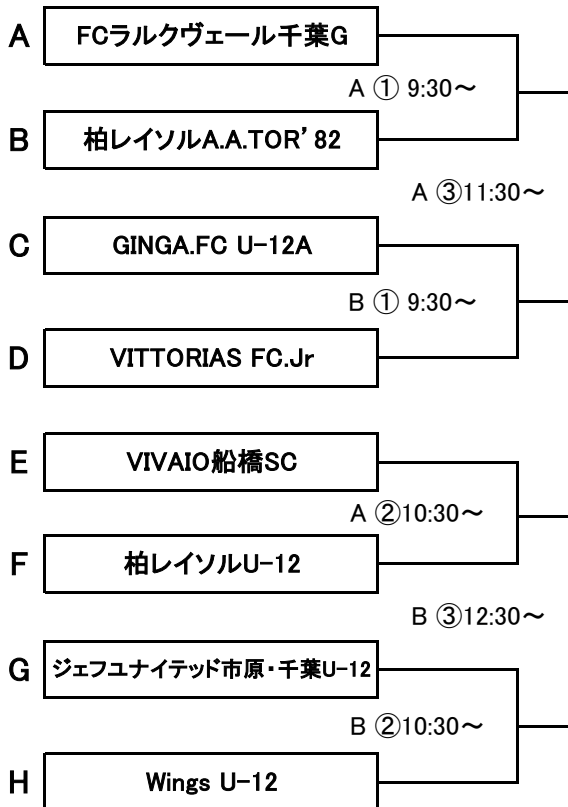 A FCラルクヴェール千葉G
A ① 9:30～
B 柏レイソルA.A.TOR’82
A ③11:30～
C GINGA.FC U-12A
B ① 9:30～
D VITTORIAS FC.Jr
E VIVAIO船橋SC
A ②10:30～
F 柏レイソルU-12
B ③12:30～
G ジェフユナイテッド市原・千葉U-12
B ②10:30～
H Wings U-12